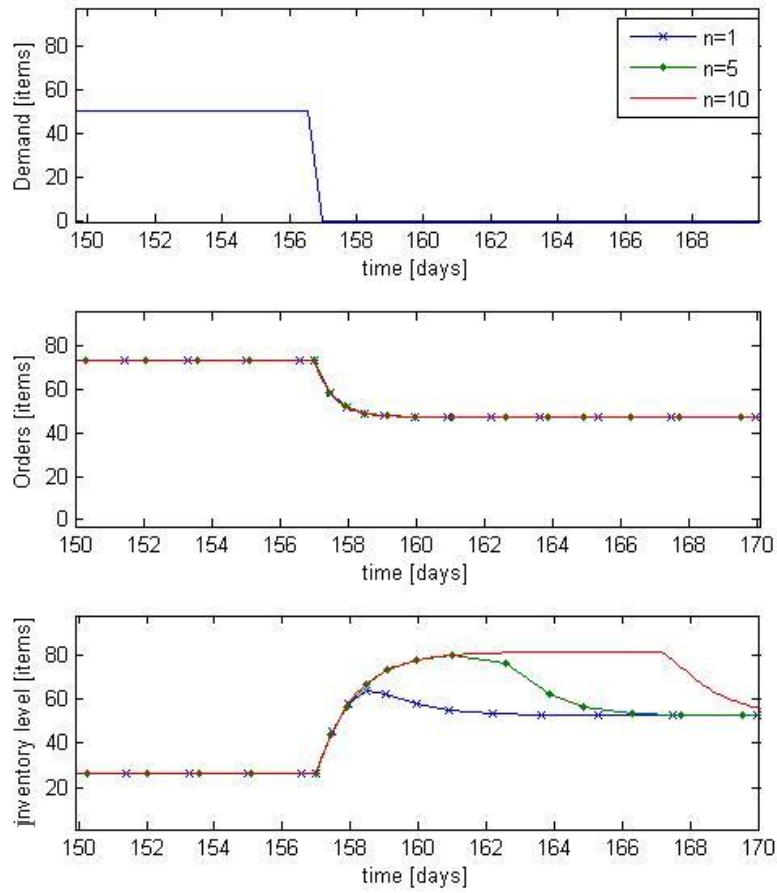 80
60
40
20
0
Demand [items]
n=1
n=5
n=10
150 152 154 156 158 160 162 164 166 168
time [days]
80
60
40
20
0
Orders [items]
150 152 154 156 158 160 162 164 166 168 170
time [days]
80
60
40
20
jnventory level [items]
150 152 154 156 158 160 162 164 166 168 170
time [days]